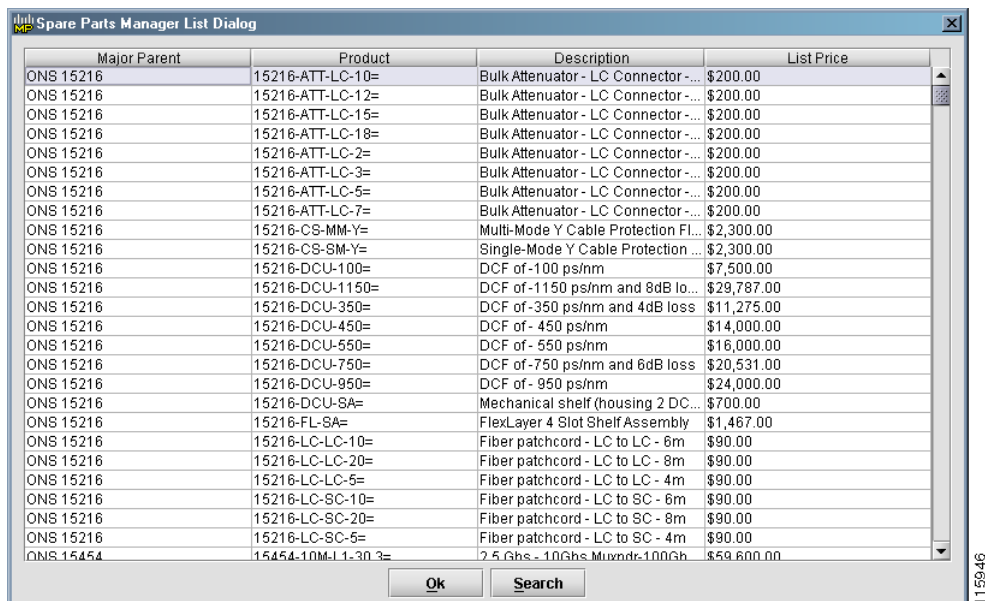 MP Spare Parts Manager List Dialog
Major Parent Product Description List Price
ONS 15216 15216-ATT-LC-10= Bulk Attenuator - LC Connector -... $200.00
ONS 15216 15216-ATT-LC-12= Bulk Attenuator - LC Connector -... $200.00
ONS 15216 15216-ATT-LC-15= Bulk Attenuator - LC Connector -... $200.00
ONS 15216 15216-ATT-LC-18= Bulk Attenuator - LC Connector -... $200.00
ONS 15216 15216-ATT-LC-2= Bulk Attenuator - LC Connector -... $200.00
ONS 15216 15216-ATT-LC-3= Bulk Attenuator - LC Connector -... $200.00
ONS 15216 15216-ATT-LC-5= Bulk Attenuator - LC Connector -... $200.00
ONS 15216 15216-ATT-LC-7= Bulk Attenuator - LC Connector -... $200.00
ONS 15216 15216-CS-MM-Y= Multi-Mode Y Cable Protection Fl... $2,300.00
ONS 15216 15216-CS-SM-Y= Single-Mode Y Cable Protection ... $2,300.00
ONS 15216 15216-DCU-100= DCF of -100 ps/nm $7,500.00
ONS 15216 15216-DCU-1150= DCF of -1150 ps/nm and 8dB lo... $29,787.00
ONS 15216 15216-DCU-350= DCF of -350 ps/nm and 4dB loss $11,275.00
ONS 15216 15216-DCU-450= DCF of - 450 ps/nm $14,000.00
ONS 15216 15216-DCU-550= DCF of - 550 ps/nm $16,000.00
ONS 15216 15216-DCU-750= DCF of -750 ps/nm and 6dB loss $20,531.00
ONS 15216 15216-DCU-950= DCF of - 950 ps/nm $24,000.00
ONS 15216 15216-DCU-SA= Mechanical shelf (housing 2 DC... $700.00
ONS 15216 15216-FL-SA= FlexLayer 4 Slot Shelf Assembly $1,467.00
ONS 15216 15216-LC-LC-10= Fiber patchcord - LC to LC - 6m $90.00
ONS 15216 15216-LC-LC-20= Fiber patchcord - LC to LC - 8m $90.00
ONS 15216 15216-LC-LC-5= Fiber patchcord - LC to LC - 4m $90.00
ONS 15216 15216-LC-SC-10= Fiber patchcord - LC to SC - 6m $90.00
ONS 15216 15216-LC-SC-20= Fiber patchcord - LC to SC - 8m $90.00
ONS 15216 15216-LC-SC-5= Fiber patchcord - LC to SC - 4m $90.00
ONS 15454 15454-10M-L1-30.3= 2.5 Gbs - 10Gbs Muxpdr-100Gh... $59,600.00
Ok Search
115946